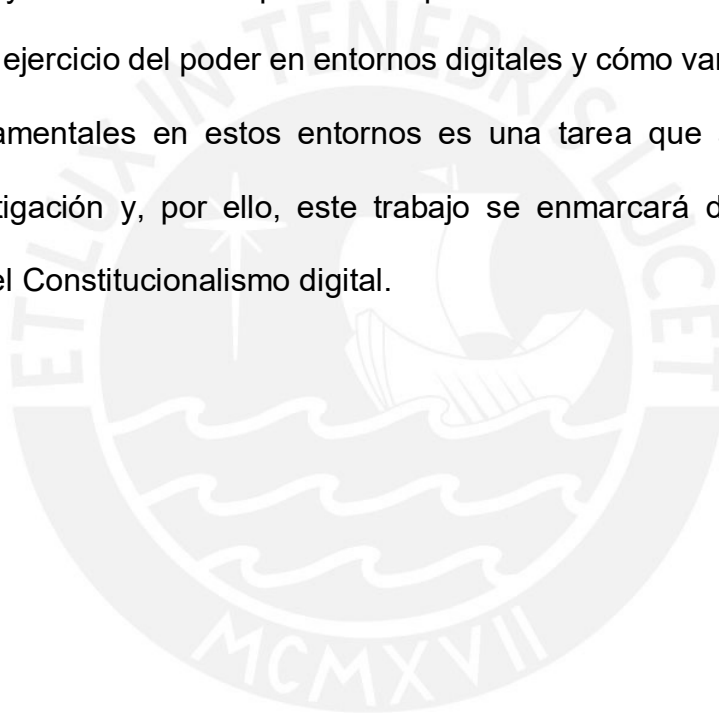 ejercicio del poder en entornos digitales y cómo var
amentales en estos entornos es una tarea que
tigación y, por ello, este trabajo se enmarcará d
el Constitucionalismo digital.
ET LUX IN TENEBRIS LUCET
MCMXVII